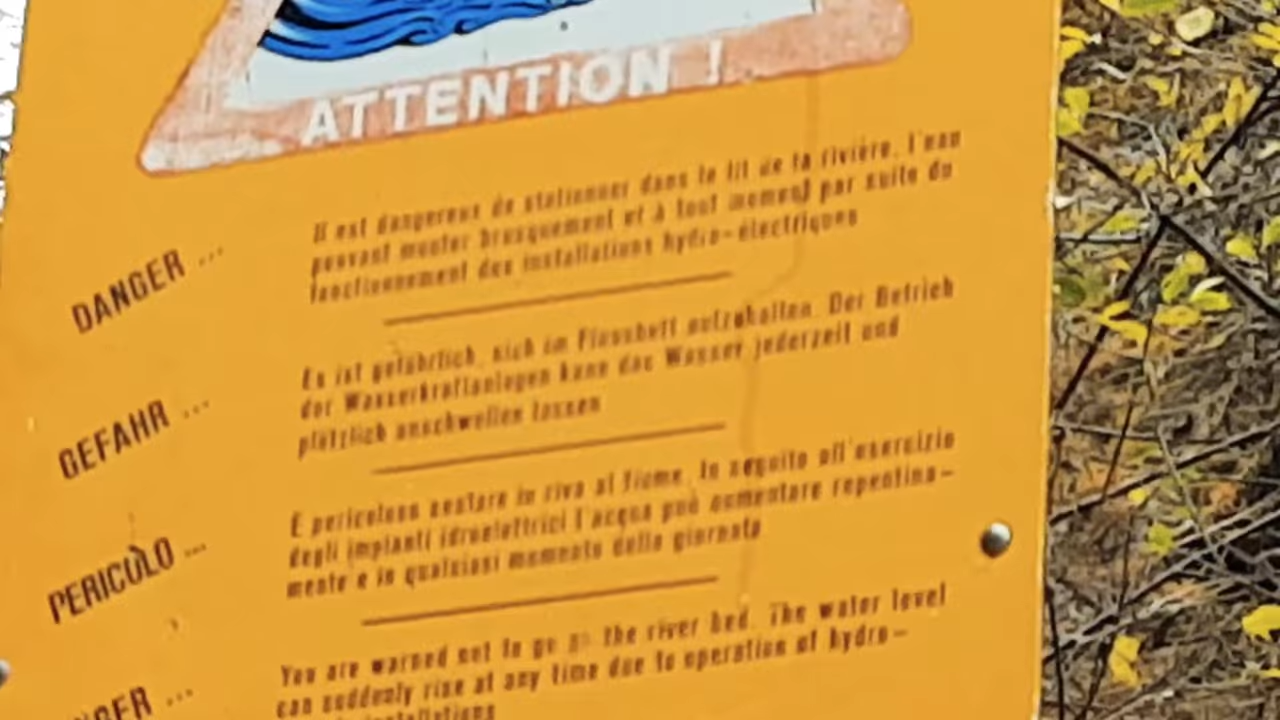 ATTENTION !
DANGER ...
Il est dangereux de stationner dans le lit de la rivière, l'eau
pouvant monter brusquement et à tout moment par suite du
fonctionnement des installations hydro-électriques
GEFAHR ...
Es ist gefährlich, sich im Flussbett aufzuhalten. Der Betrieb
der Wasserkraftanlagen kann das Wasser jederzeit und
plötzlich anschwellen lassen
PERICOLO ...
È pericoloso sostare in riva al fiume. In seguito all'esercizio
degli impianti idroelettrici l'acqua può aumentare repentina-
mente e in qualsiasi momento della giornata
You are warned not to go on the river bed. The water level
can suddenly rise at any time due to operation of hydro-
installations